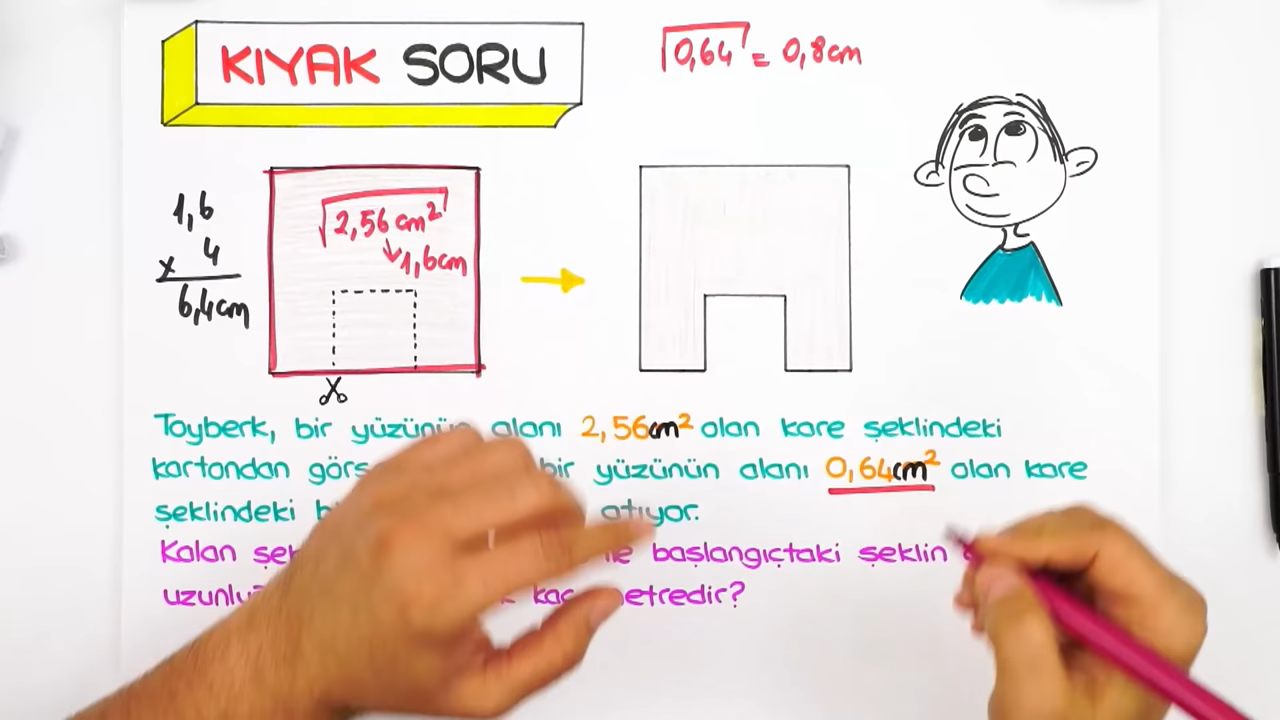 KIYAK SORU
√0,64 = 0,8cm
1,6
x 4
6,4cm
√2,56 cm²
1,6cm
Toyberk, bir yüzünün alanı 2,56cm² olan kare şeklindeki
kartondan bir yüzünün alanı 0,64cm² olan kare
şeklindeki atıyor.
Kalan başlangıçtaki şeklin